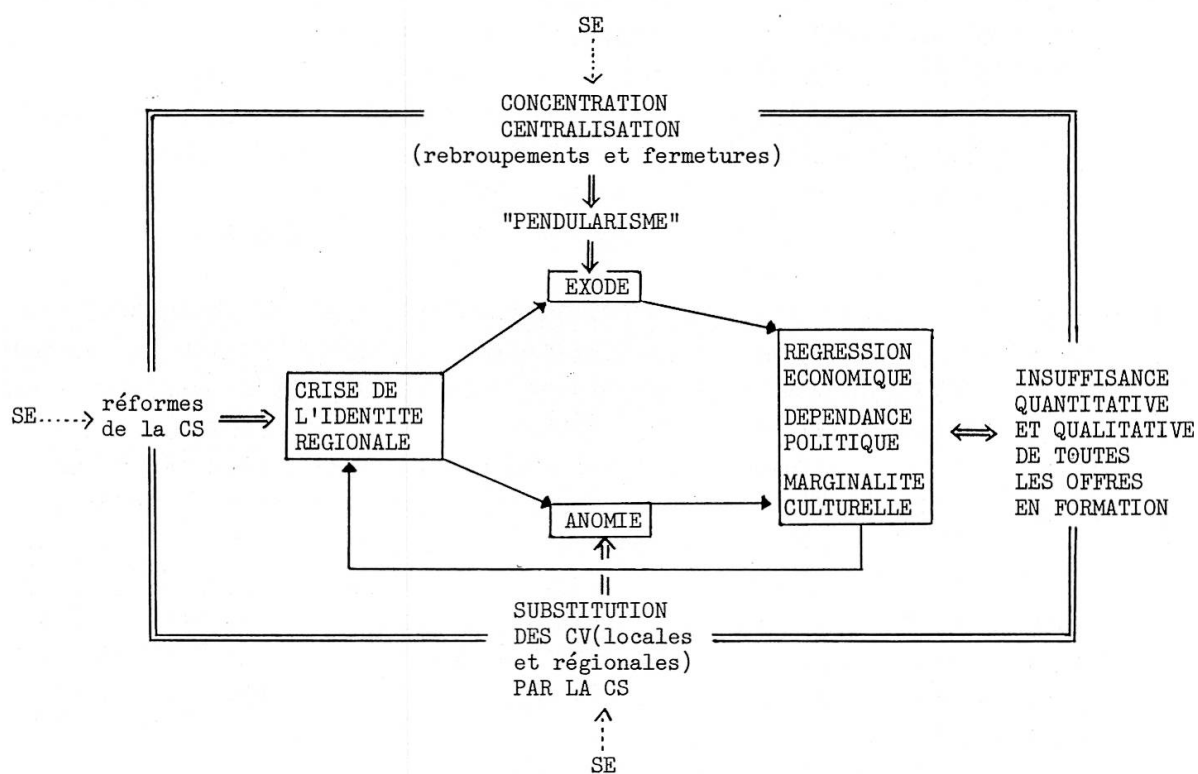 SE
CONCENTRATION
CENTRALISATION
(rebroupements et fermetures)
"PENDULARISME"
EXODE
SE
réformes
de la CS
CRISE DE
L'IDENTITE
REGIONALE
REGRESSION
ECONOMIQUE
DEPENDANCE
POLITIQUE
MARGINALITE
CULTURELLE
INSUFFISANCE
QUANTITATIVE
ET QUALITATIVE
DE TOUTES
LES OFFRES
EN FORMATION
ANOMIE
SUBSTITUTION
DES CV(locales
et régionales)
PAR LA CS
SE